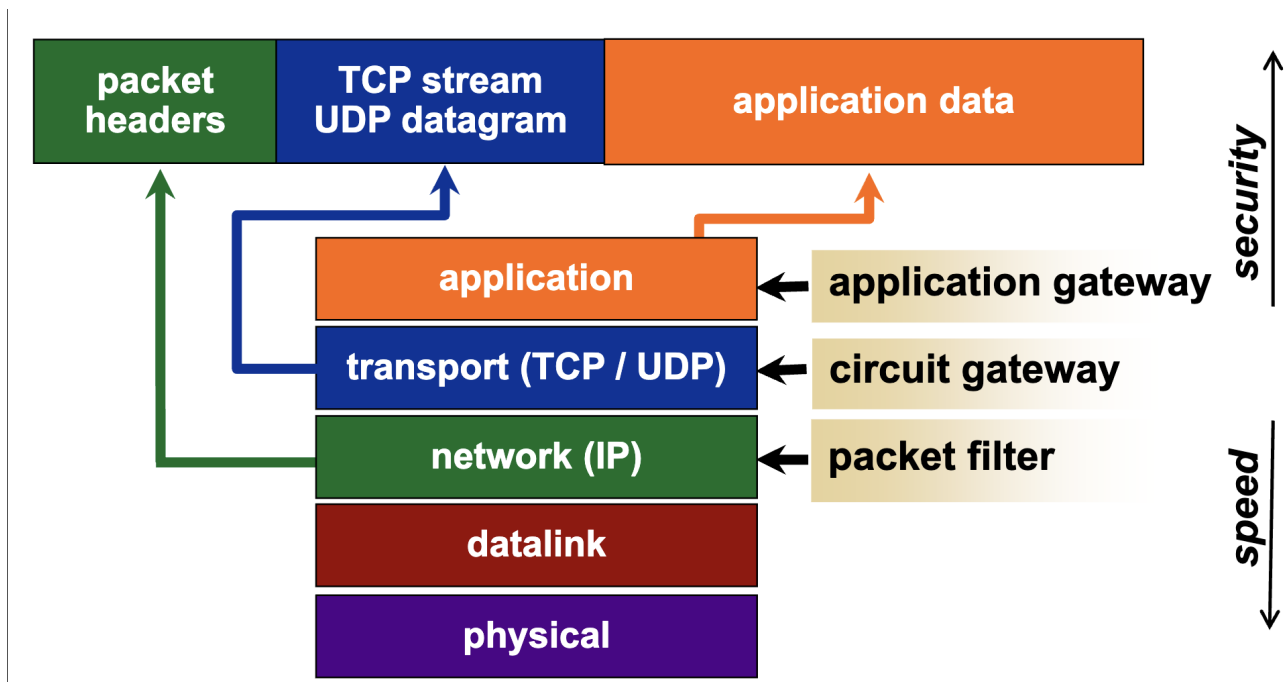 packet
headers
TCP stream
UDP datagram
application data
security
application
application gateway
transport (TCP / UDP)
circuit gateway
network (IP)
packet filter
speed
datalink
physical